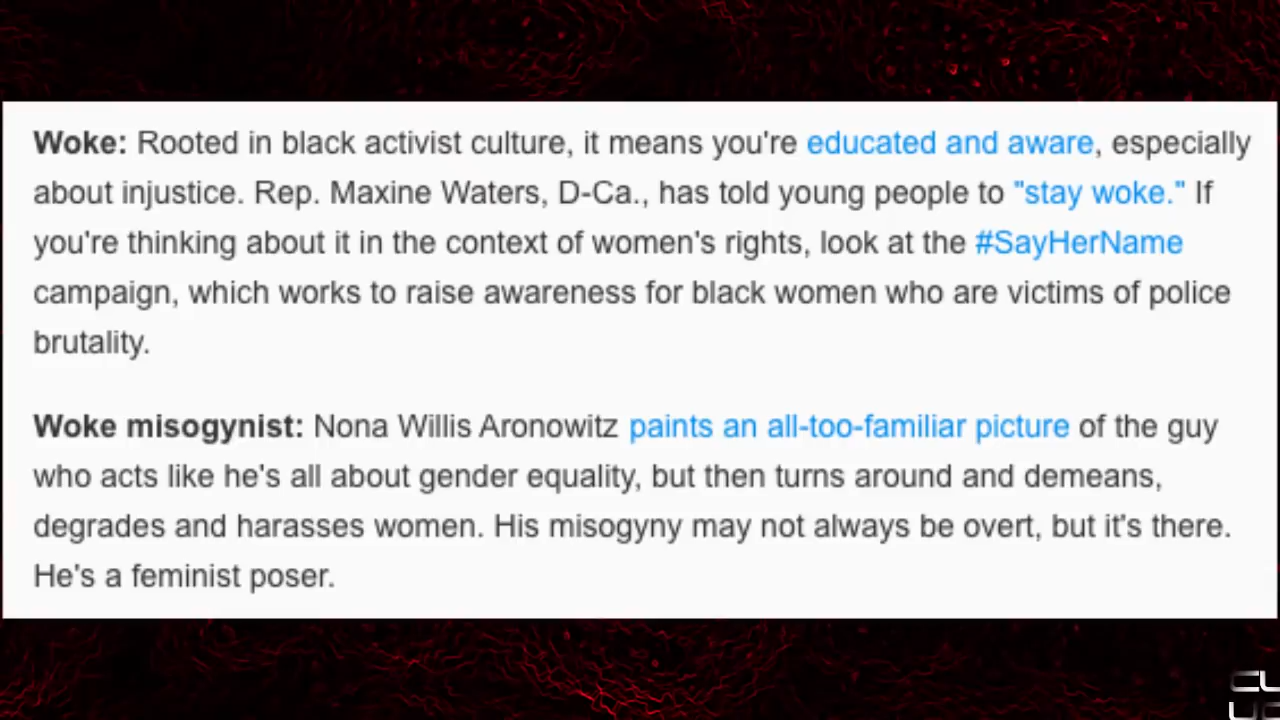 Woke: Rooted in black activist culture, it means you're educated and aware, especially
about injustice. Rep. Maxine Waters, D-Ca., has told young people to "stay woke." If
you're thinking about it in the context of women's rights, look at the #SayHerName
campaign, which works to raise awareness for black women who are victims of police
brutality.
Woke misogynist: Nona Willis Aronowitz paints an all-too-familiar picture of the guy
who acts like he's all about gender equality, but then turns around and demeans,
degrades and harasses women. His misogyny may not always be overt, but it's there.
He's a feminist poser.